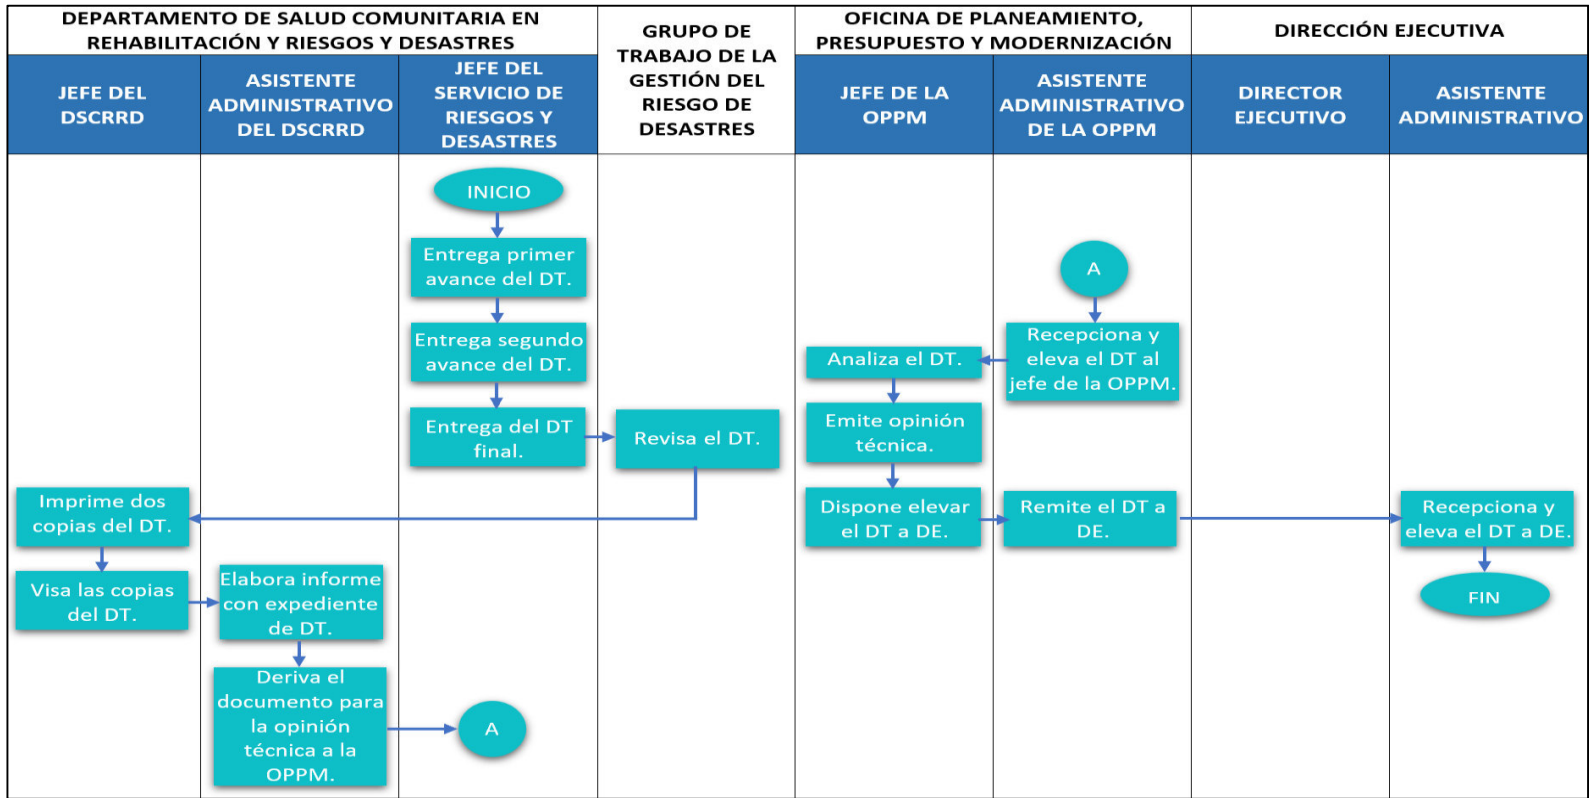 DEPARTAMENTO DE SALUD COMUNITARIA EN
REHABILITACIÓN Y RIESGOS Y DESASTRES
GRUPO DE
TRABAJO DE LA
GESTIÓN DEL
RIESGO DE
DESASTRES
OFICINA DE PLANEAMIENTO,
PRESUPUESTO Y MODERNIZACIÓN
DIRECCIÓN EJECUTIVA
JEFE DEL
DSCRRD
ASISTENTE
ADMINISTRATIVO
DEL DSCRRD
JEFE DEL
SERVICIO DE
RIESGOS Y
DESASTRES
JEFE DE LA
OPPM
ASISTENTE
ADMINISTRATIVO
DE LA OPPM
DIRECTOR
EJECUTIVO
ASISTENTE
ADMINISTRATIVO
INICIO
Entrega primer
avance del DT.
Entrega segundo
avance del DT.
Entrega del DT
final.
Revisa el DT.
Imprime dos
copias del DT.
Visa las copias
del DT.
Elabora informe
con expediente
de DT.
Deriva el
documento para
la opinión
técnica a la
OPPM.
A
A
Recepciona y
eleva el DT al
jefe de la OPPM.
Analiza el DT.
Emite opinión
técnica.
Dispone elevar
el DT a DE.
Remite el DT a
DE.
Recepciona y
eleva el DT a DE.
FIN